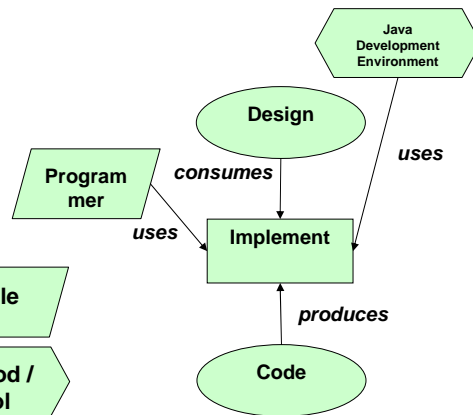 Java
Development
Environment
Design
uses
consumes
Program
mer
uses
Implement
le
produces
od /
ol
Code